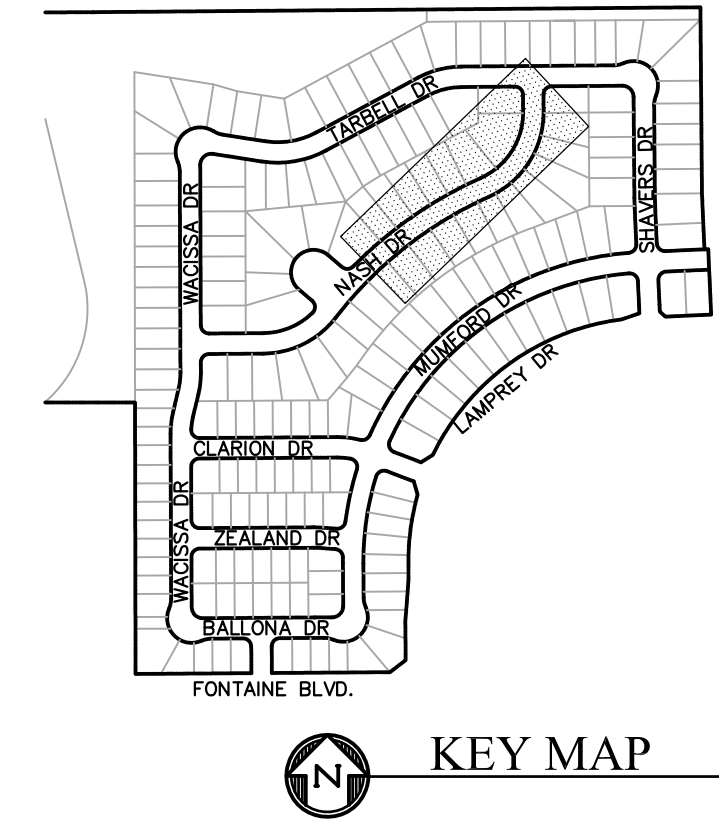 TARBELL DR
SHAVERS DR
WACISSA DR
NASH DR
MUMFORD DR
LAMPREY DR
CLARION DR
WACISSA DR
ZEALAND DR
BALLONA DR
FONTAINE BLVD.
N
KEY MAP